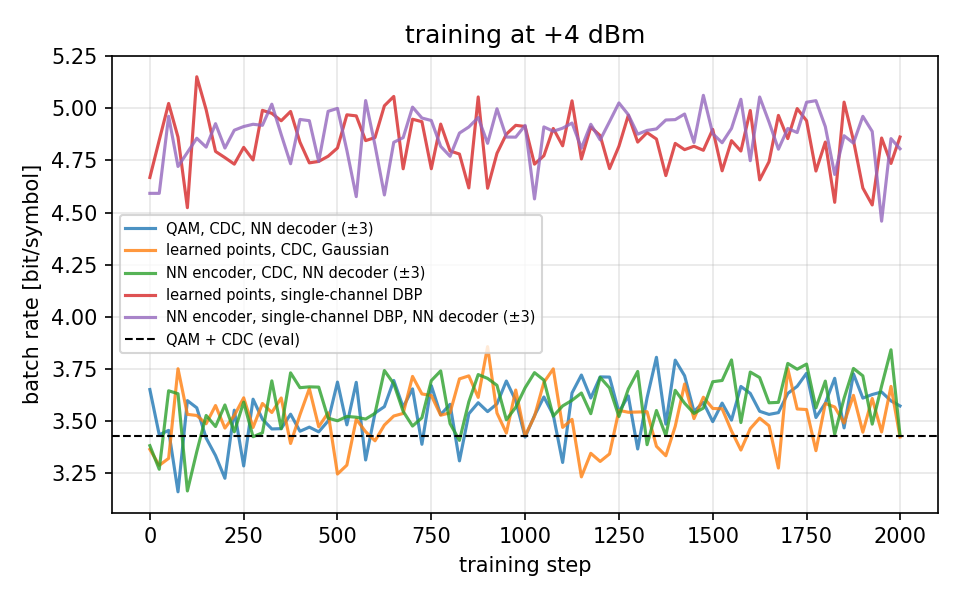 training at +4 dBm
batch rate [bit/symbol]
5.25
5.00
4.75
4.50
4.25
4.00
3.75
3.50
3.25
QAM, CDC, NN decoder (±3)
learned points, CDC, Gaussian
NN encoder, CDC, NN decoder (±3)
learned points, single-channel DBP
NN encoder, single-channel DBP, NN decoder (±3)
QAM + CDC (eval)
0 250 500 750 1000 1250 1500 1750 2000
training step